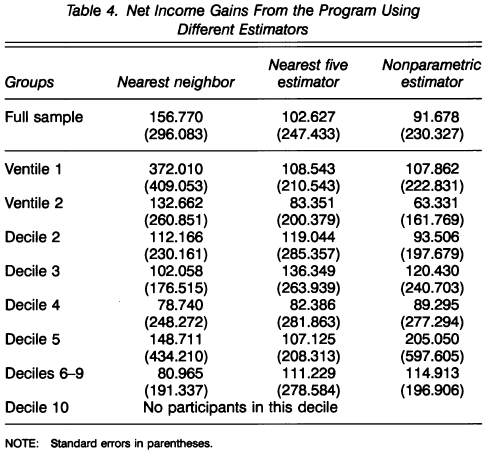 Table 4. Net Income Gains From the Program Using
Different Estimators
Groups Nearest neighbor Nearest five estimator Nonparametric estimator
Full sample 156.770 102.627 91.678
(296.083) (247.433) (230.327)
Ventile 1 372.010 108.543 107.862
(409.053) (210.543) (222.831)
Ventile 2 132.662 83.351 63.331
(260.851) (200.379) (161.769)
Decile 2 112.166 119.044 93.506
(230.161) (285.357) (197.679)
Decile 3 102.058 136.349 120.430
(176.515) (263.939) (240.703)
Decile 4 78.740 82.386 89.295
(248.272) (281.863) (277.294)
Decile 5 148.711 107.125 205.050
(434.210) (208.313) (597.605)
Deciles 6–9 80.965 111.229 114.913
(191.337) (278.584) (196.906)
Decile 10 No participants in this decile
NOTE: Standard errors in parentheses.